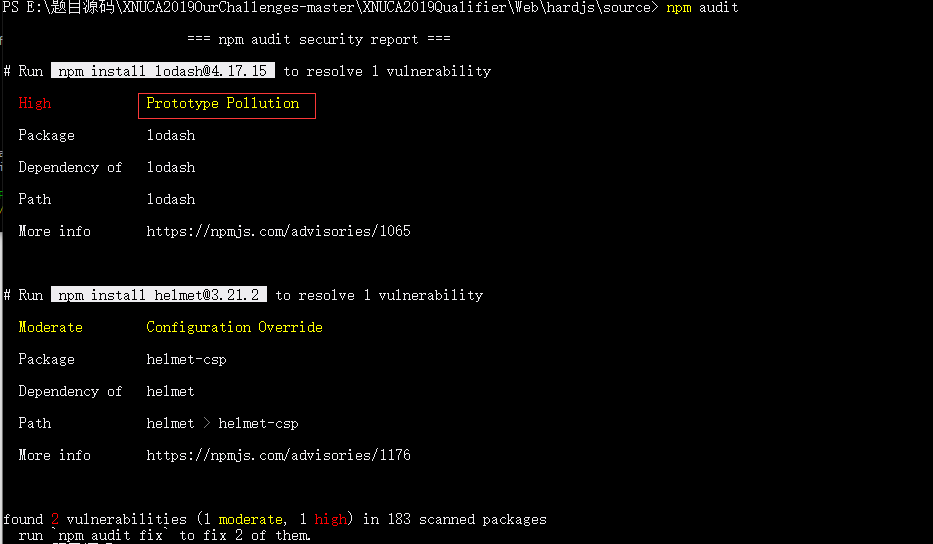 PS E:\题目源码\XNUCA2019OurChallenges-master\XNUCA2019Qualifier\Web\hardjs\source> npm audit
=== npm audit security report ===
# Run npm install lodash@4.17.15 to resolve 1 vulnerability
High Prototype Pollution
Package lodash
Dependency of lodash
Path lodash
More info https://npmjs.com/advisories/1065
# Run npm install helmet@3.21.2 to resolve 1 vulnerability
Moderate Configuration Override
Package helmet-csp
Dependency of helmet
Path helmet > helmet-csp
More info https://npmjs.com/advisories/1176
found 2 vulnerabilities (1 moderate, 1 high) in 183 scanned packages
run `npm audit fix` to fix 2 of them.